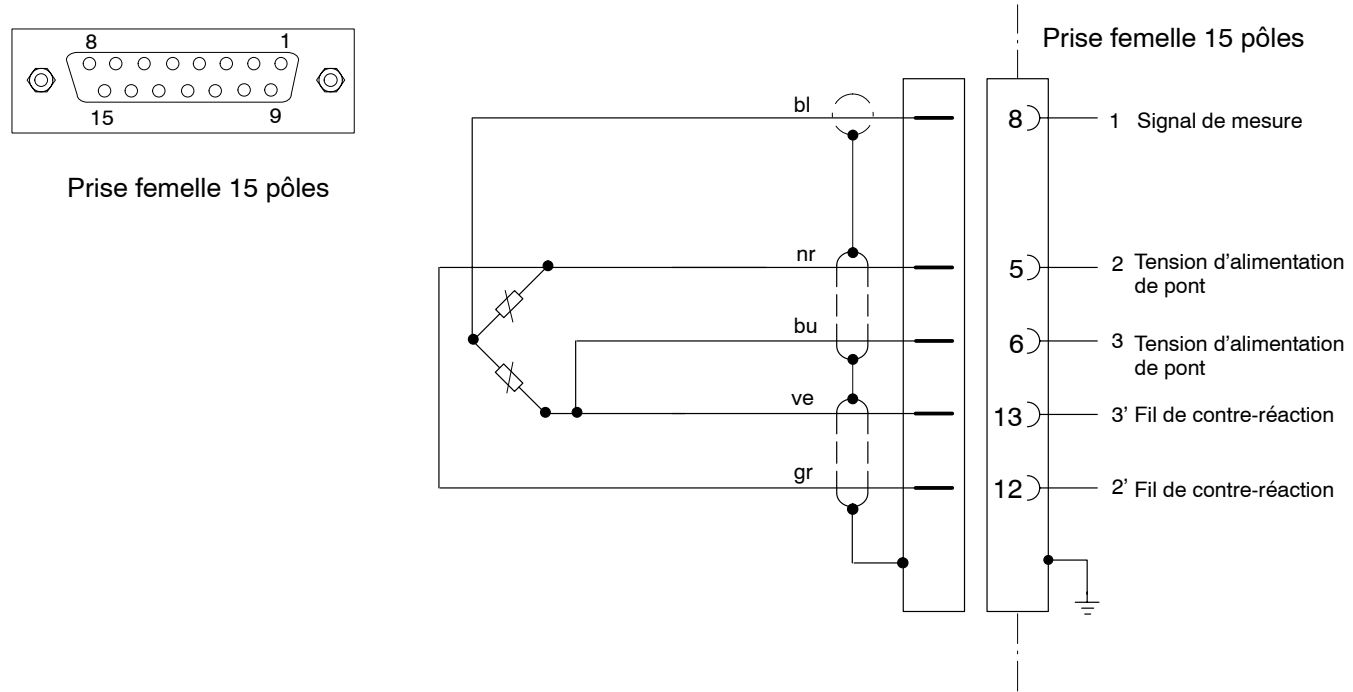 8 1
15 9
Prise femelle 15 pôles
Prise femelle 15 pôles
bl 8 1 Signal de mesure
nr 5 2 Tension d’alimentation
de pont
bu 6 3 Tension d’alimentation
de pont
ve 13 3’ Fil de contre-réaction
gr 12 2’ Fil de contre-réaction